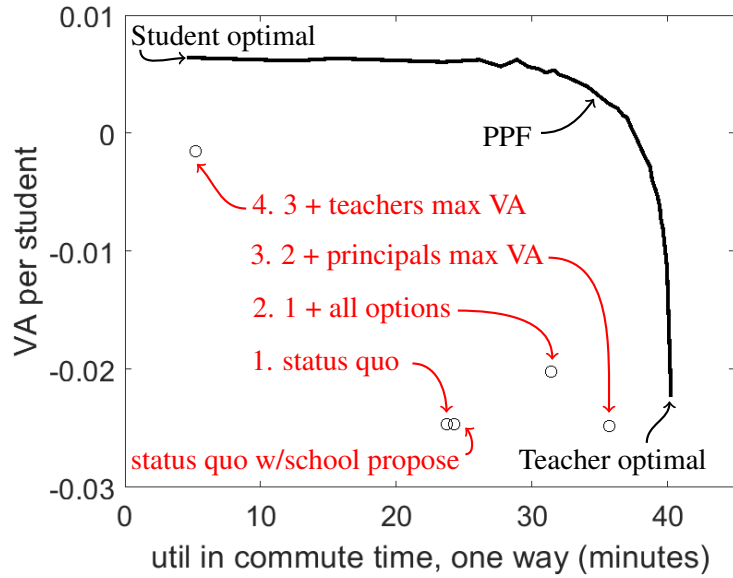 0.01
Student optimal
0
PPF
4. 3 + teachers max VA
-0.01
3. 2 + principals max VA
2. 1 + all options
1. status quo
-0.02
status quo w/school propose
Teacher optimal
-0.03
VA per student
0 10 20 30 40
util in commute time, one way (minutes)